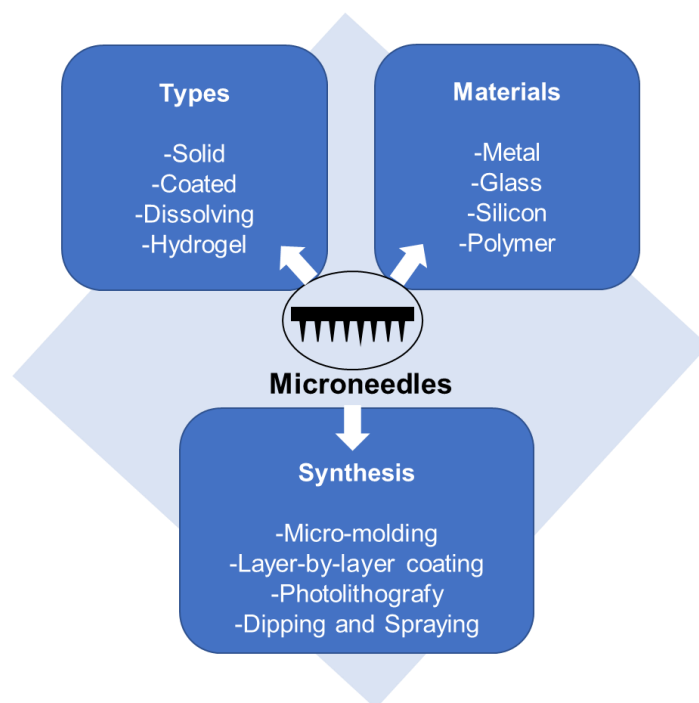 Types
-Solid
-Coated
-Dissolving
-Hydrogel
Materials
-Metal
-Glass
-Silicon
-Polymer
Microneedles
Synthesis
-Micro-molding
-Layer-by-layer coating
-Photolithografy
-Dipping and Spraying